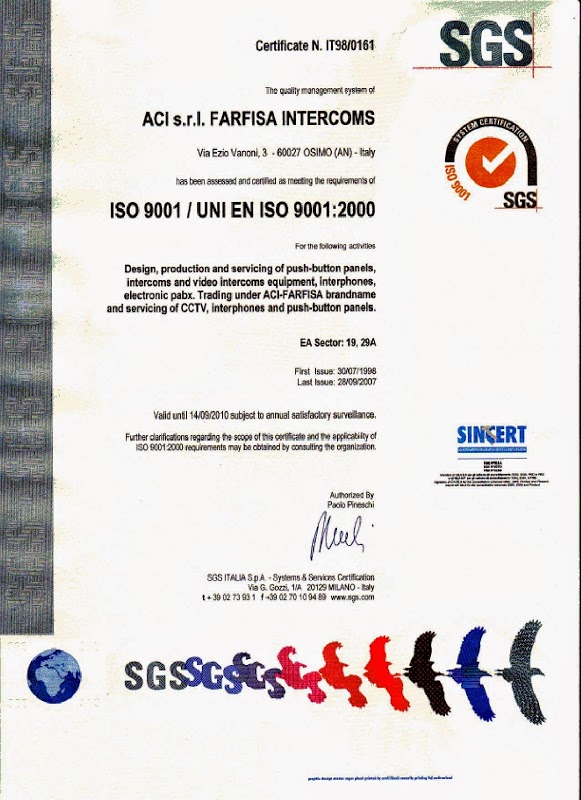 Certificate N. IT98/0161
SGS
The quality management system of
ACI s.r.l. FARFISA INTERCOMS
Via Ezio Vanoni, 3 - 60027 OSIMO (AN) - Italy
has been assessed and certified as meeting the requirements of
ISO 9001 / UNI EN ISO 9001:2000
SYSTEM CERTIFICATION
ISO 9001
SGS
For the following activities
Design, production and servicing of push-button panels,
intercoms and video intercoms equipment, interphones,
electronic pabx. Trading under ACI-FARFISA brandname
and servicing of CCTV, interphones and push-button panels.
EA Sector: 19, 29A
First Issue: 30/07/1998
Last Issue: 28/09/2007
Valid until 14/09/2010 subject to annual satisfactory surveillance.
Further clarifications regarding the scope of this certificate and the applicability of
ISO 9001:2000 requirements may be obtained by consulting the organization.
SINCERT
Authorized By
Paolo Pineschi
SGS ITALIA S.p.A. - Systems & Services Certification
Via G. Gozzi, 1/A 20129 MILANO - Italy
t + 39 02 73 93 1 f +39 02 70 10 94 89 www.sgs.com
SGS SGS SGS